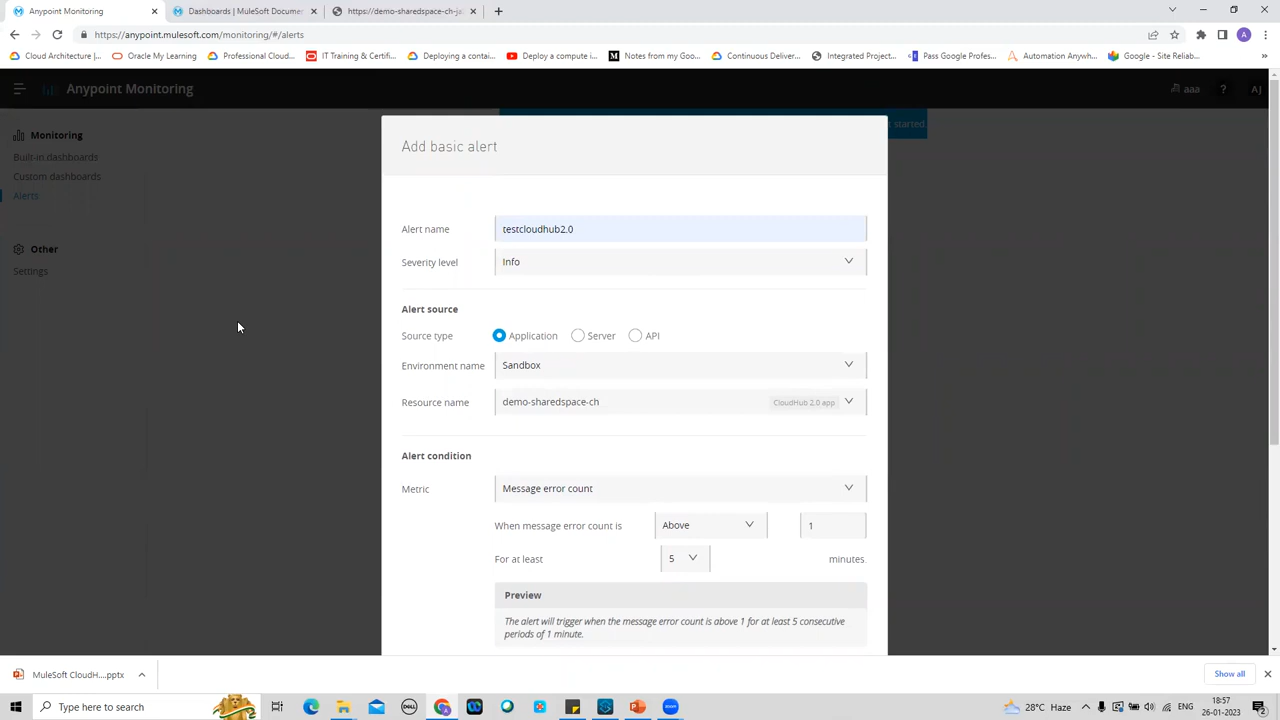 Anypoint Monitoring
Dashboards | MuleSoft Docume
https://demo-sharedspace-ch-ja
https://anypoint.mulesoft.com/monitoring/#/alerts
A
Cloud Architecture |...
Oracle My Learning
Professional Cloud...
IT Training & Certific...
Deploying a contai...
Deploy a compute i...
Notes from my Goo...
Continuous Deliver...
Integrated Project...
Pass Google Profes...
Automation Anywh...
Google - Site Reliab...
Anypoint Monitoring
aaa
?
AJ
started.
Monitoring
Built-in dashboards
Custom dashboards
Alerts
Other
Settings
Add basic alert
Alert name
testcloudhub2.0
Severity level
Info
Alert source
Source type
Application
Server
API
Environment name
Sandbox
Resource name
demo-sharedspace-ch
CloudHub 2.0 app
Alert condition
Metric
Message error count
When message error count is
Above
1
For at least
5
minutes.
Preview
The alert will trigger when the message error count is above 1 for at least 5 consecutive
periods of 1 minute.
MuleSoft CloudH....pptx
Show all
Type here to search
DELL
28°C Haze
ENG
18:57
26-01-2023